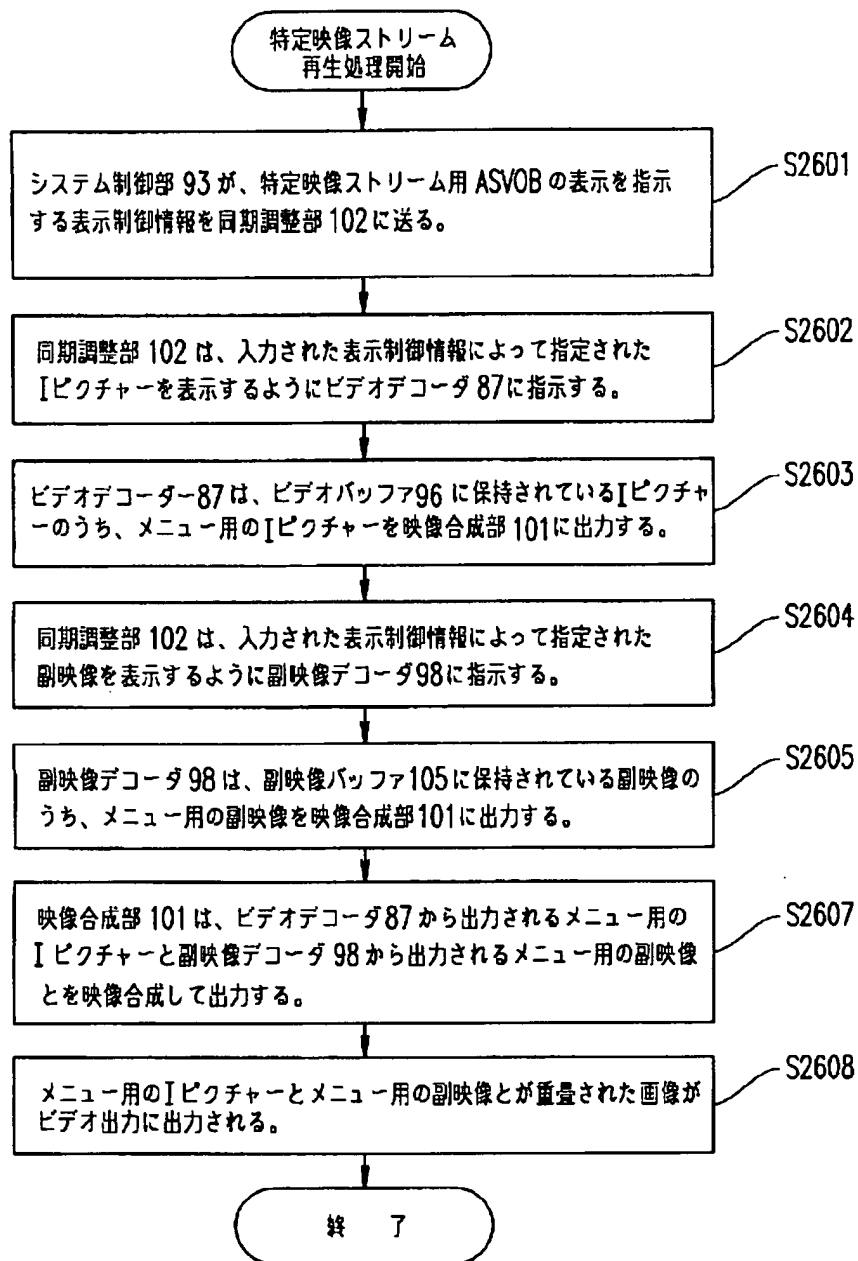 特定映像ストリーム
再生処理開始
システム制御部 93 が、特定映像ストリーム用 ASVOB の表示を指示
する表示制御情報を同期調整部 102 に送る。
S2601
同期調整部 102 は、入力された表示制御情報によって指定された
Iピクチャーを表示するようにビデオデコーダ 87 に指示する。
S2602
ビデオデコーダー87 は、ビデオバッファ96 に保持されているIピクチャ
ーのうち、メニュー用のIピクチャーを映像合成部 101 に出力する。
S2603
同期調整部 102 は、入力された表示制御情報によって指定された
副映像を表示するように副映像デコーダ98 に指示する。
S2604
副映像デコーダ 98 は、副映像バッファ105 に保持されている副映像の
うち、メニュー用の副映像を映像合成部101 に出力する。
S2605
映像合成部 101 は、ビデオデコーダ87 から出力されるメニュー用の
I ピクチャーと副映像デコーダ 98 から出力されるメニュー用の副映像
とを映像合成して出力する。
S2607
メニュー用のIピクチャーとメニュー用の副映像とが重畳された画像が
ビデオ出力に出力される。
S2608
終 了